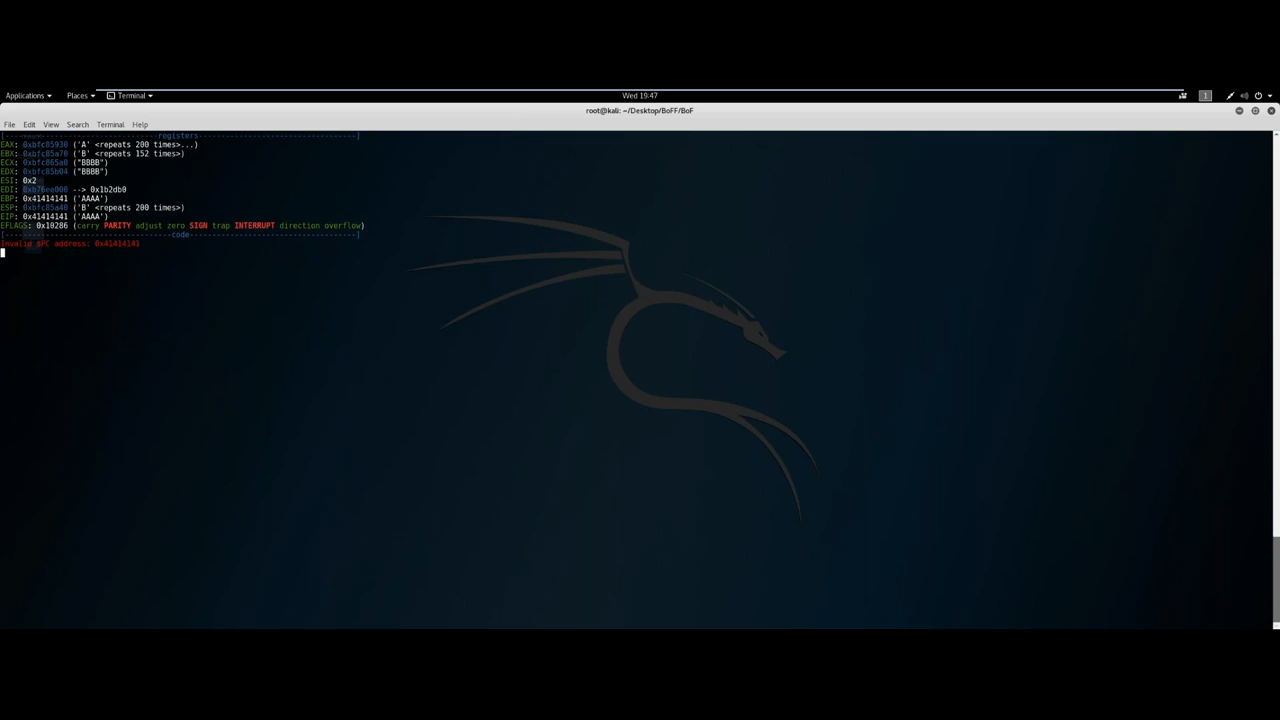 Applications Places Terminal Wed 19:47 1
root@kali: ~/Desktop/BoFF/BoF
File Edit View Search Terminal Help
[----------------------------------registers-----------------------------------]
EAX: 0xbfc85930 ('A' <repeats 200 times>...)
EBX: 0xbfc85a70 ('B' <repeats 152 times>)
ECX: 0xbfc865a0 ("BBBB")
EDX: 0xbfc85b04 ("BBBB")
ESI: 0x2
EDI: 0xb76ee000 --> 0x1b2db0
EBP: 0x41414141 ('AAAA')
ESP: 0xbfc85a40 ('B' <repeats 200 times>)
EIP: 0x41414141 ('AAAA')
EFLAGS: 0x10286 (carry PARITY adjust zero SIGN trap INTERRUPT direction overflow)
[-------------------------------------code-------------------------------------]
Invalid $PC address: 0x41414141